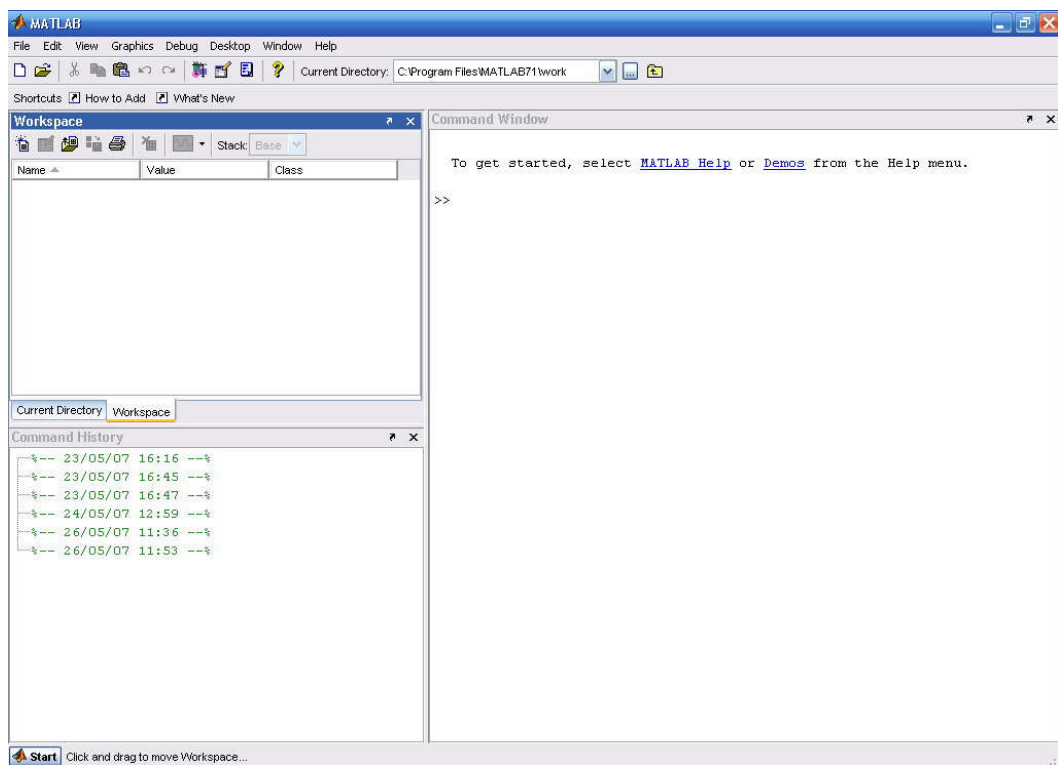 MATLAB
File Edit View Graphics Debug Desktop Window Help
Current Directory: C:\Program Files\MATLAB71\work
Shortcuts How to Add What's New
Workspace
Stack: Base
Name Value Class
Current Directory Workspace
Command History
%-- 23/05/07 16:16 --%
%-- 23/05/07 16:45 --%
%-- 23/05/07 16:47 --%
%-- 24/05/07 12:59 --%
%-- 26/05/07 11:36 --%
%-- 26/05/07 11:53 --%
Command Window
To get started, select MATLAB Help or Demos from the Help menu.
>>
Start Click and drag to move Workspace...